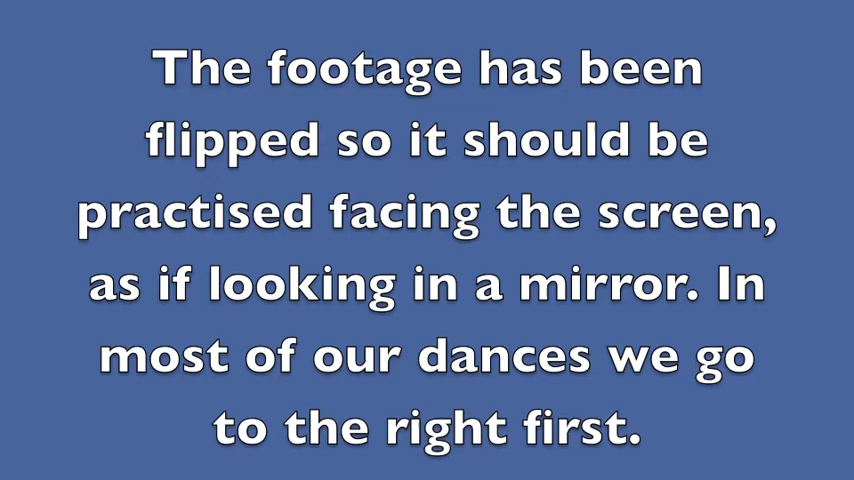 The footage has been
flipped so it should be
practised facing the screen,
as if looking in a mirror. In
most of our dances we go
to the right first.